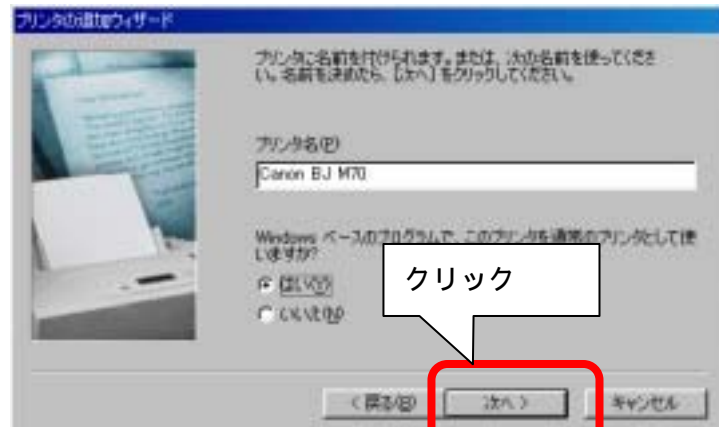 プリンタの追加ウィザード
プリンタに名前を付けられます。または、次の名前を使ってくださ
い。名前を決めたら、[次へ] をクリックしてください。
プリンタ名(P)
Canon BJ M70
Windows ベースのプログラムで、このプリンタを通常のプリンタとして使
いますか?
はい(Y)
いいえ(N)
クリック
< 戻る(B)
次へ >
キャンセル